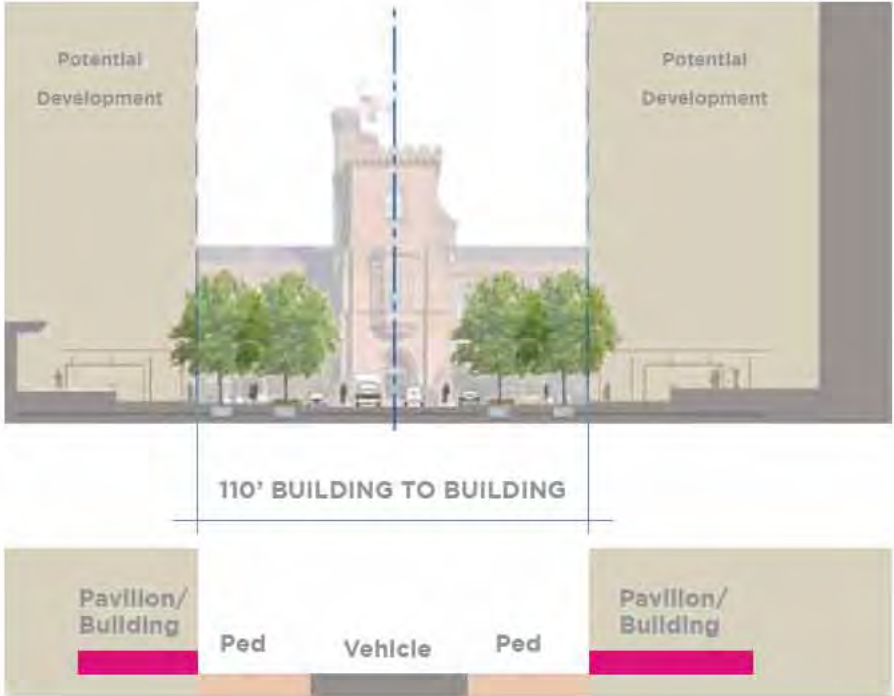 Potential
Development
Potential
Development
110’ BUILDING TO BUILDING
Pavilion/
Building
Ped
Vehicle
Ped
Pavilion/
Building